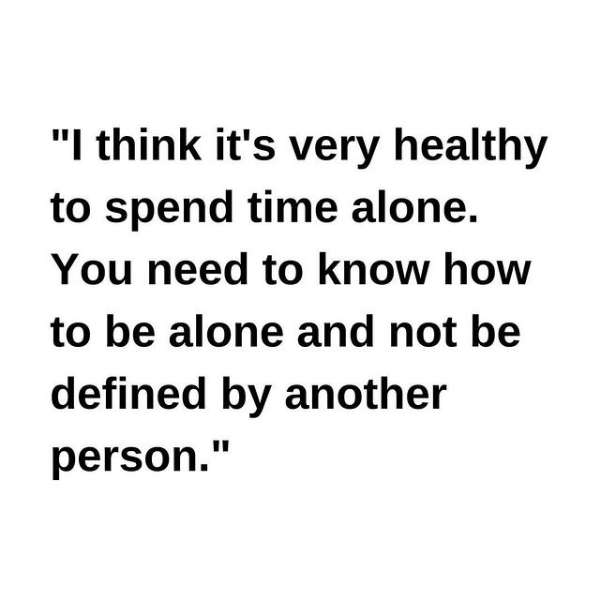 "I think it's very healthy
to spend time alone.
You need to know how
to be alone and not be
defined by another
person."